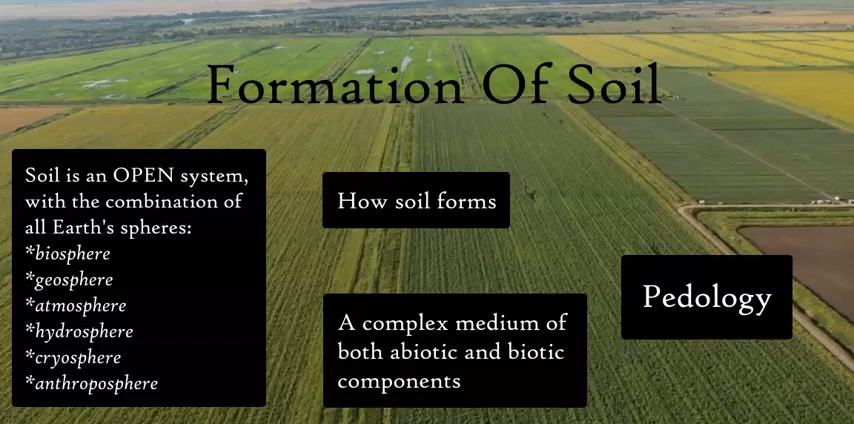 Formation Of Soil
Soil is an OPEN system,
with the combination of
all Earth's spheres:
*biosphere
*geosphere
*atmosphere
*hydrosphere
*cryosphere
*anthroposphere
How soil forms
A complex medium of
both abiotic and biotic
components
Pedology